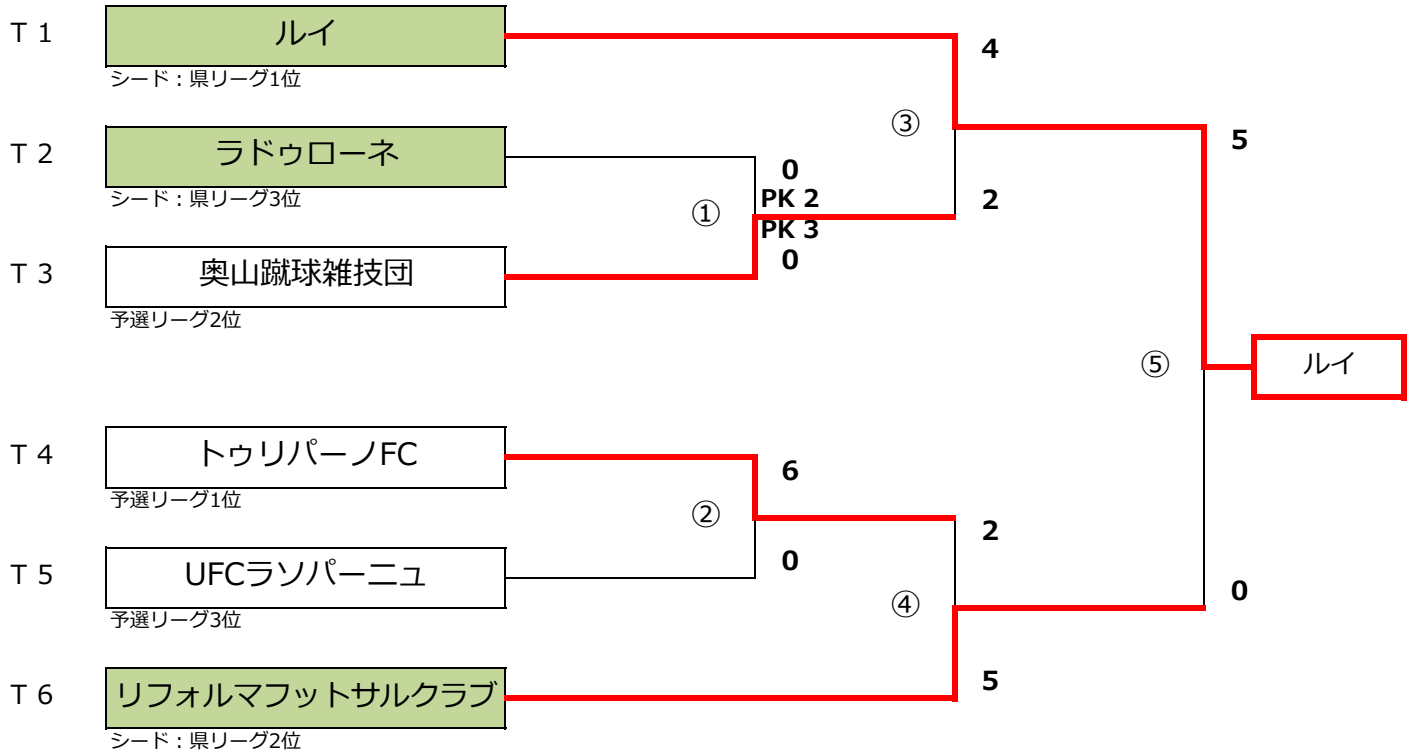 T 1
ルイ
シード：県リーグ1位
4
③
T 2
ラドゥローネ
シード：県リーグ3位
0
PK 2
①
PK 3
0
2
5
T 3
奥山蹴球雑技団
予選リーグ2位
⑤
ルイ
T 4
トゥリパーノFC
予選リーグ1位
6
②
0
2
T 5
UFCラソパーニュ
予選リーグ3位
④
0
5
T 6
リフォルマフットサルクラブ
シード：県リーグ2位